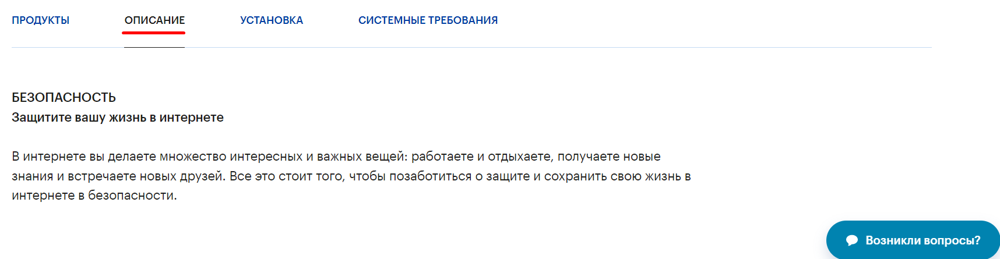 ПРОДУКТЫ ОПИСАНИЕ УСТАНОВКА СИСТЕМНЫЕ ТРЕБОВАНИЯ
БЕЗОПАСНОСТЬ
Защитите вашу жизнь в интернете
В интернете вы делаете множество интересных и важных вещей: работаете и отдыхаете, получаете новые
знания и встречаете новых друзей. Все это стоит того, чтобы позаботиться о защите и сохранить свою жизнь в
интернете в безопасности.
Возникли вопросы?